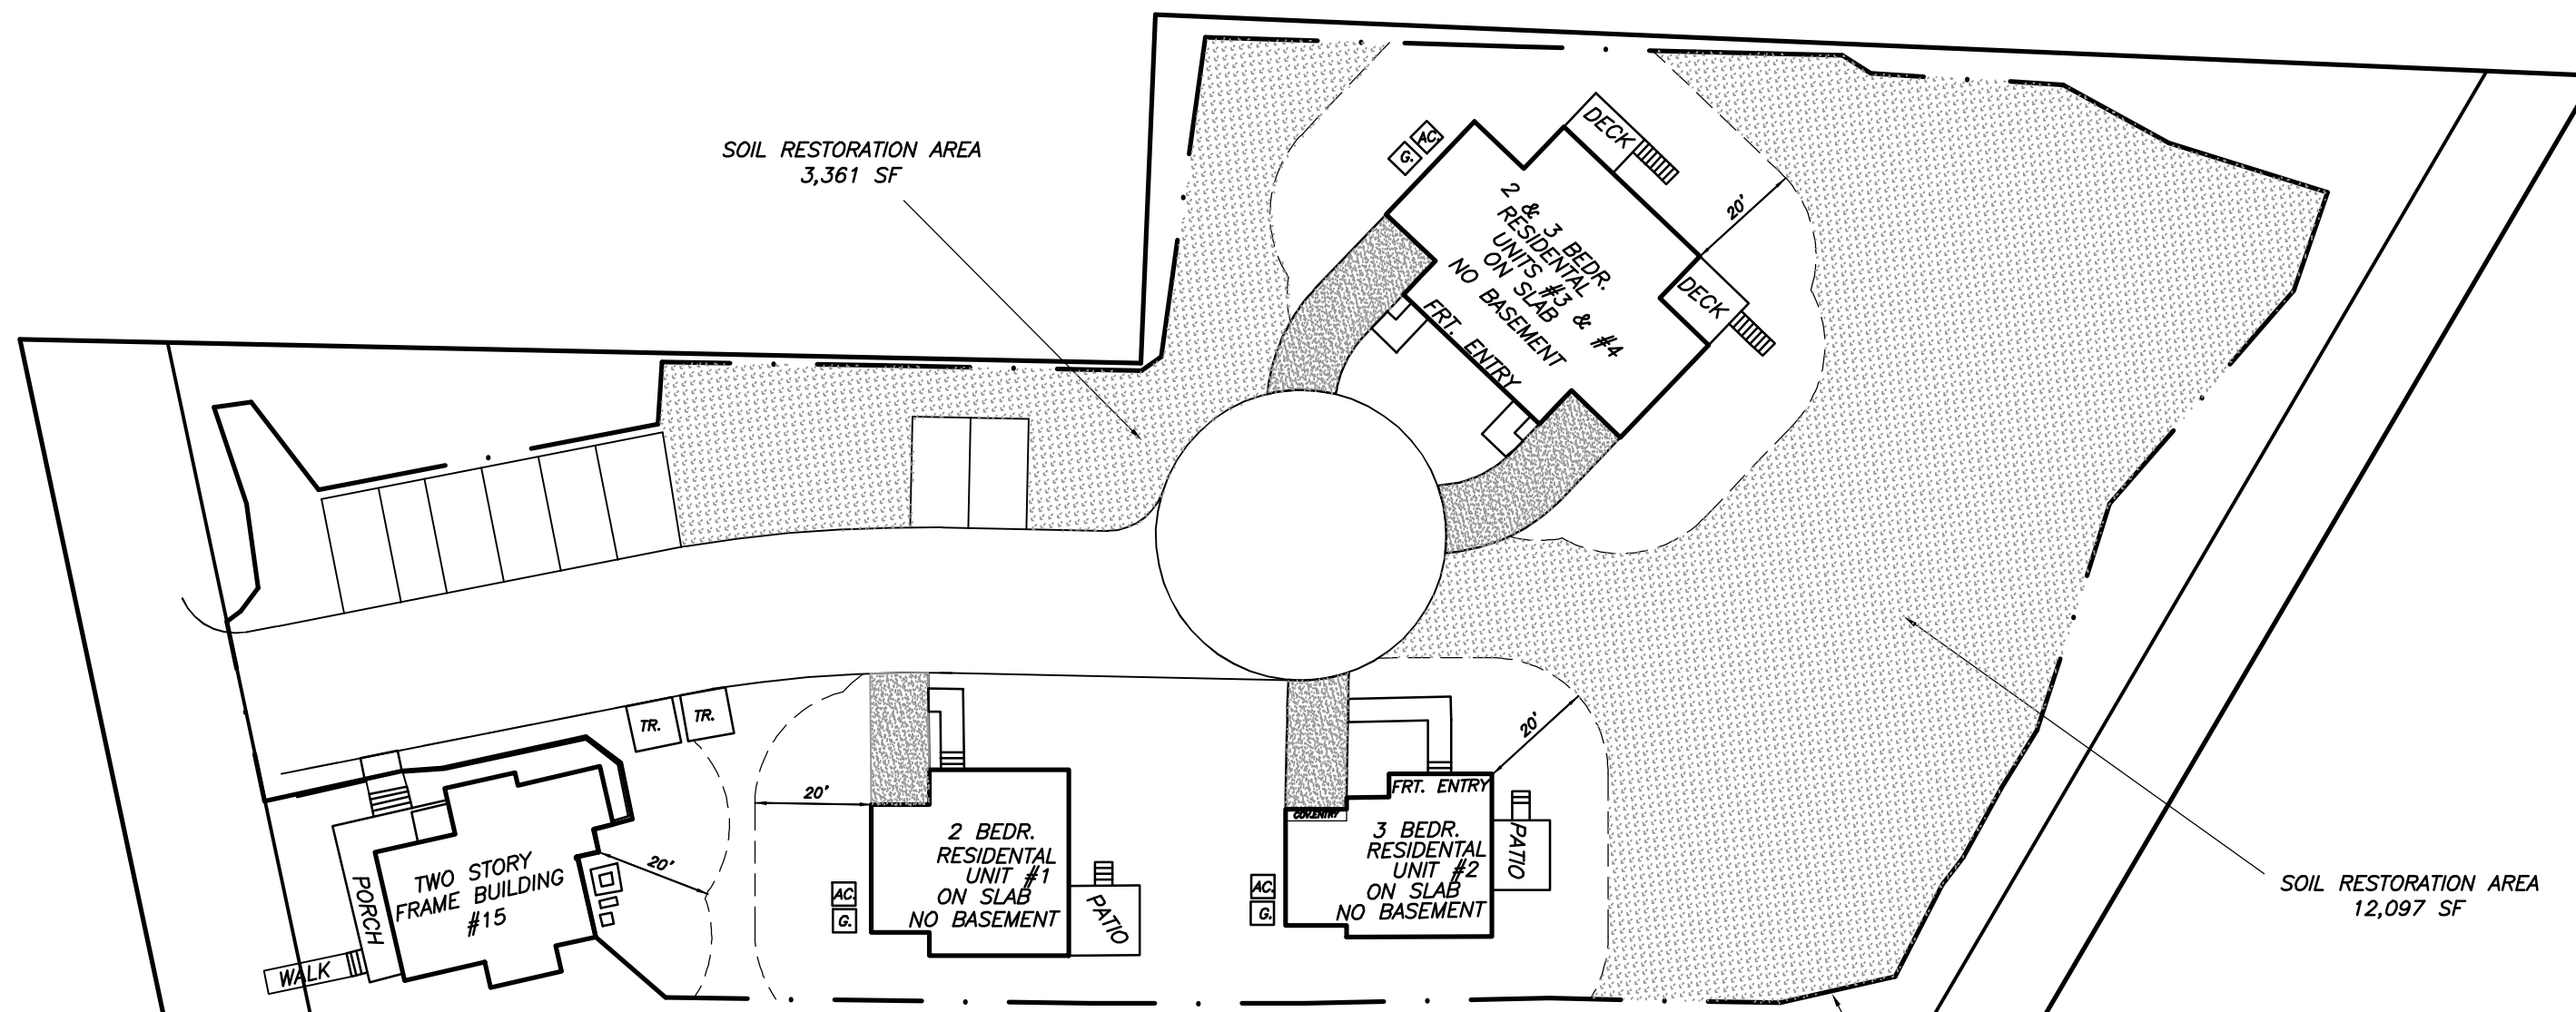 SOIL RESTORATION AREA
3,361 SF
DECK
AC.
G.
20'
2 & 3 BEDR.
RESIDENTAL
UNITS #3 & #4
ON SLAB
NO BASEMENT
DECK
FRT. ENTRY
TR.
TR.
20'
20'
20'
FRT. ENTRY
COV.ENTRY
TWO STORY
FRAME BUILDING
#15
PORCH
WALK
2 BEDR.
RESIDENTAL
UNIT #1
ON SLAB
NO BASEMENT
AC.
G.
PATIO
3 BEDR.
RESIDENTAL
UNIT #2
ON SLAB
NO BASEMENT
AC.
G.
PATIO
SOIL RESTORATION AREA
12,097 SF